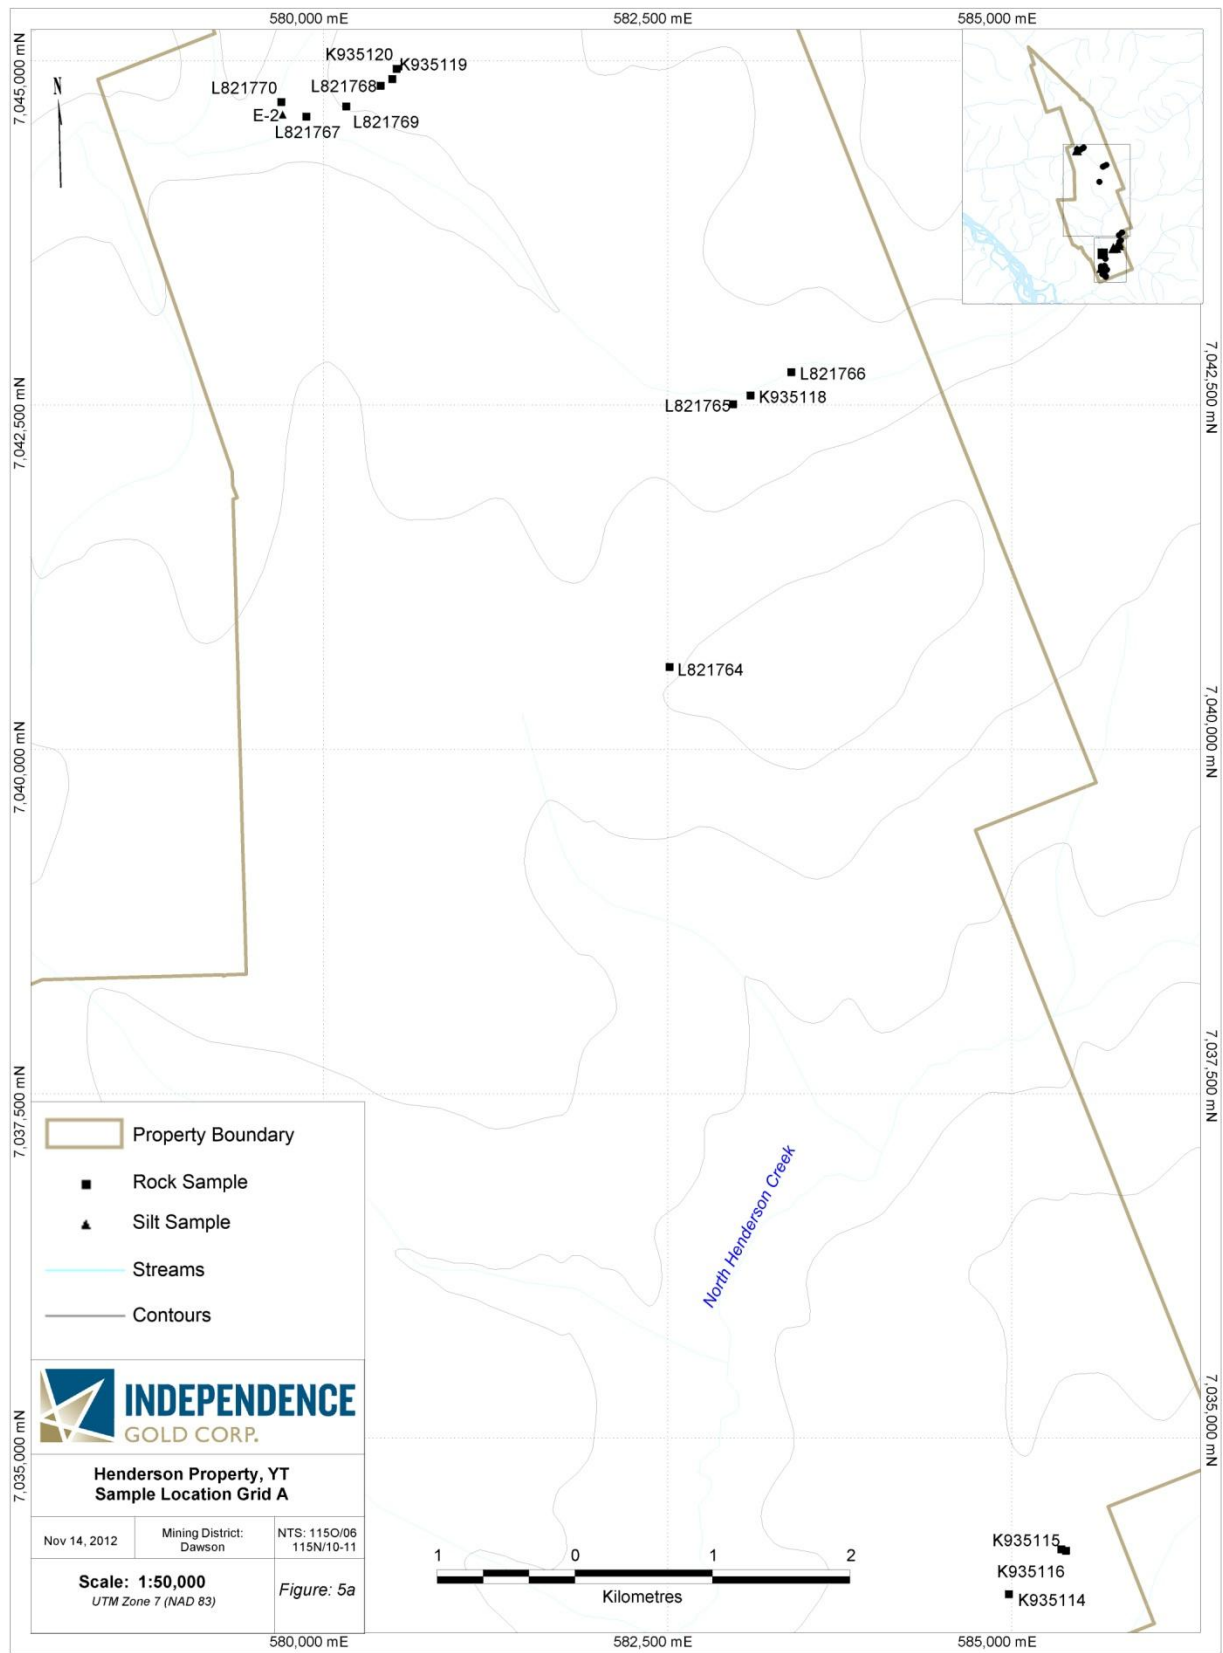 580,000 mE
582,500 mE
585,000 mE
7,045,000 mN
N
K935120
K935119
L821770
L821768
E-2
L821769
L821767
L821766
K935118
L821765
7,042,500 mN
7,042,500 mN
L821764
7,040,000 mN
7,040,000 mN
7,037,500 mN
7,037,500 mN
North Henderson Creek
Property Boundary
Rock Sample
Silt Sample
Streams
Contours
INDEPENDENCE
GOLD CORP.
7,035,000 mN
7,035,000 mN
Henderson Property, YT
Sample Location Grid A
Nov 14, 2012
Mining District:
Dawson
NTS: 115O/06
115N/10-11
Scale: 1:50,000
UTM Zone 7 (NAD 83)
Figure: 5a
1 0 1 2
Kilometres
K935115
K935116
K935114
580,000 mE
582,500 mE
585,000 mE